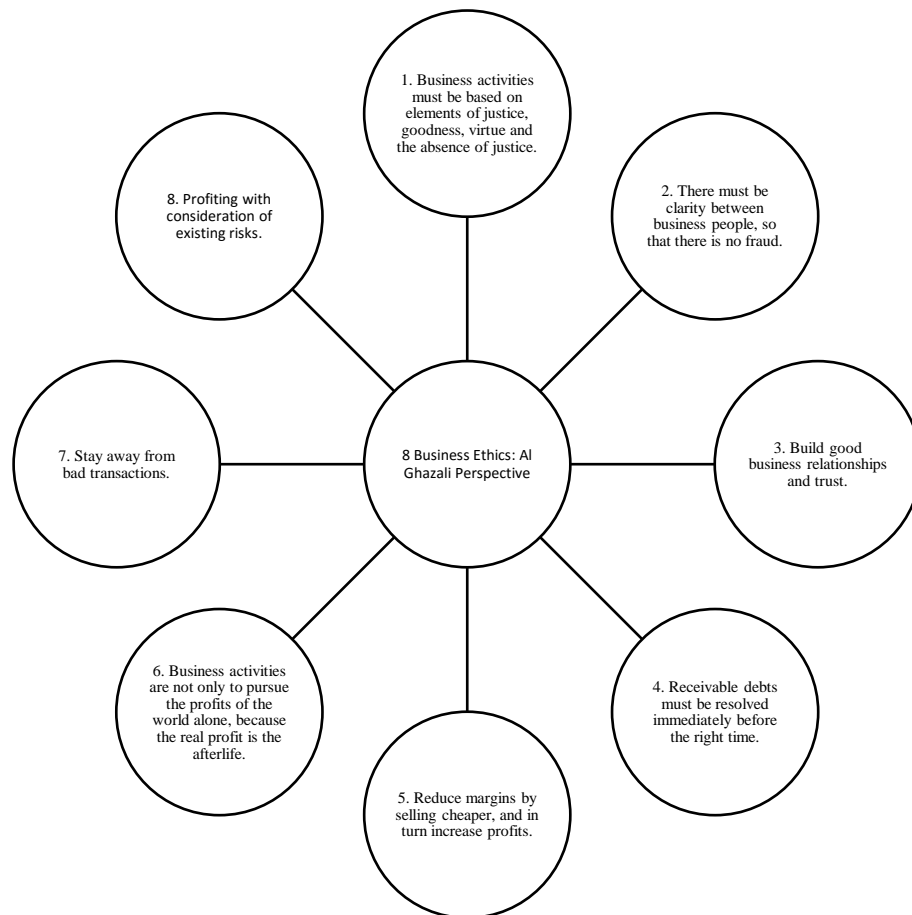 1. Business activities
must be based on
elements of justice,
goodness, virtue and
the absence of justice.
2. There must be
clarity between
business people, so
that there is no fraud.
3. Build good
business relationships
and trust.
4. Receivable debts
must be resolved
immediately before
the right time.
5. Reduce margins by
selling cheaper, and in
turn increase profits.
6. Business activities
are not only to pursue
the profits of the
world alone, because
the real profit is the
afterlife.
7. Stay away from
bad transactions.
8. Profiting with
consideration of
existing risks.
8 Business Ethics: Al
Ghazali Perspective